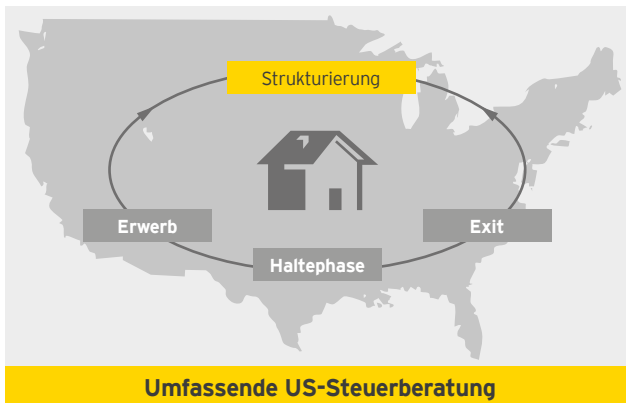 Strukturierung
Erwerb
Exit
Haltephase
Umfassende US-Steuerberatung